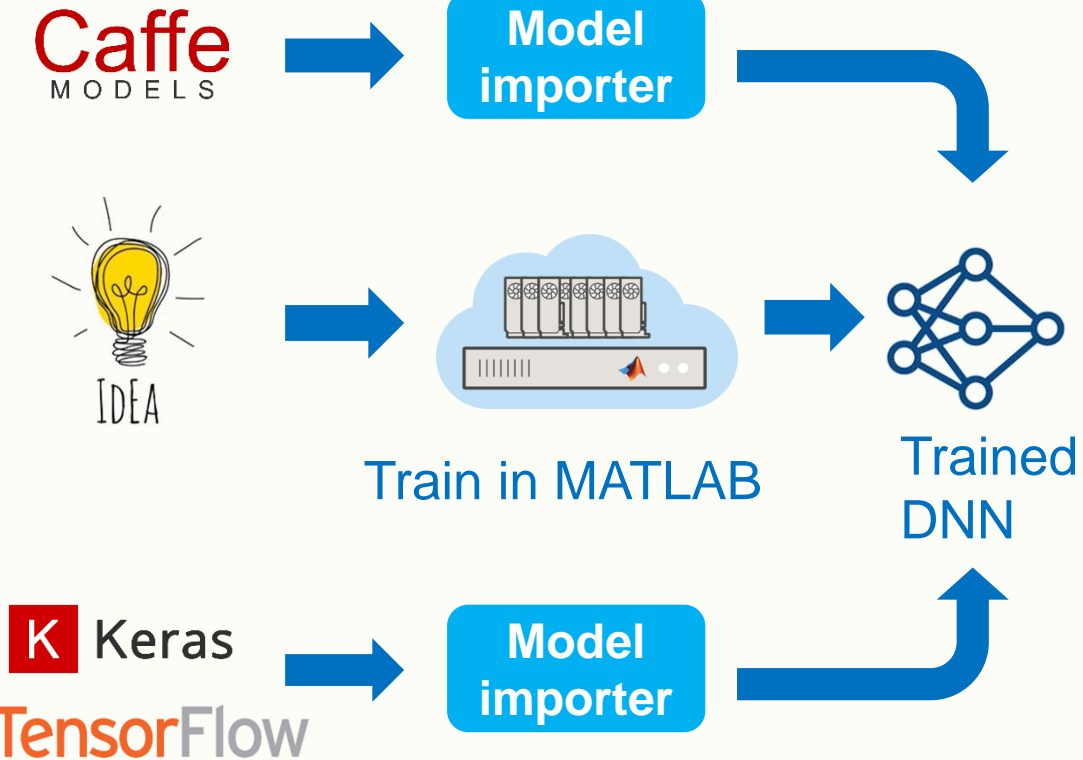 Caffe
MODELS
Model
importer
IDEA
Train in MATLAB
Trained
DNN
K Keras
TensorFlow
Model
importer